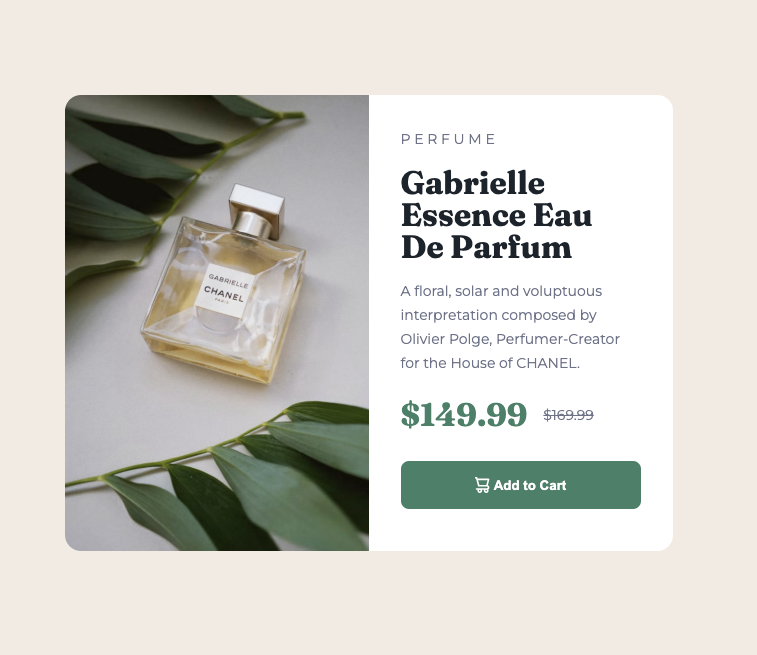 GABRIELLE
CHANEL
PARIS
PERFUME
Gabrielle
Essence Eau
De Parfum
A floral, solar and voluptuous
interpretation composed by
Olivier Polge, Perfumer-Creator
for the House of CHANEL.
$149.99 $169.99
Add to Cart